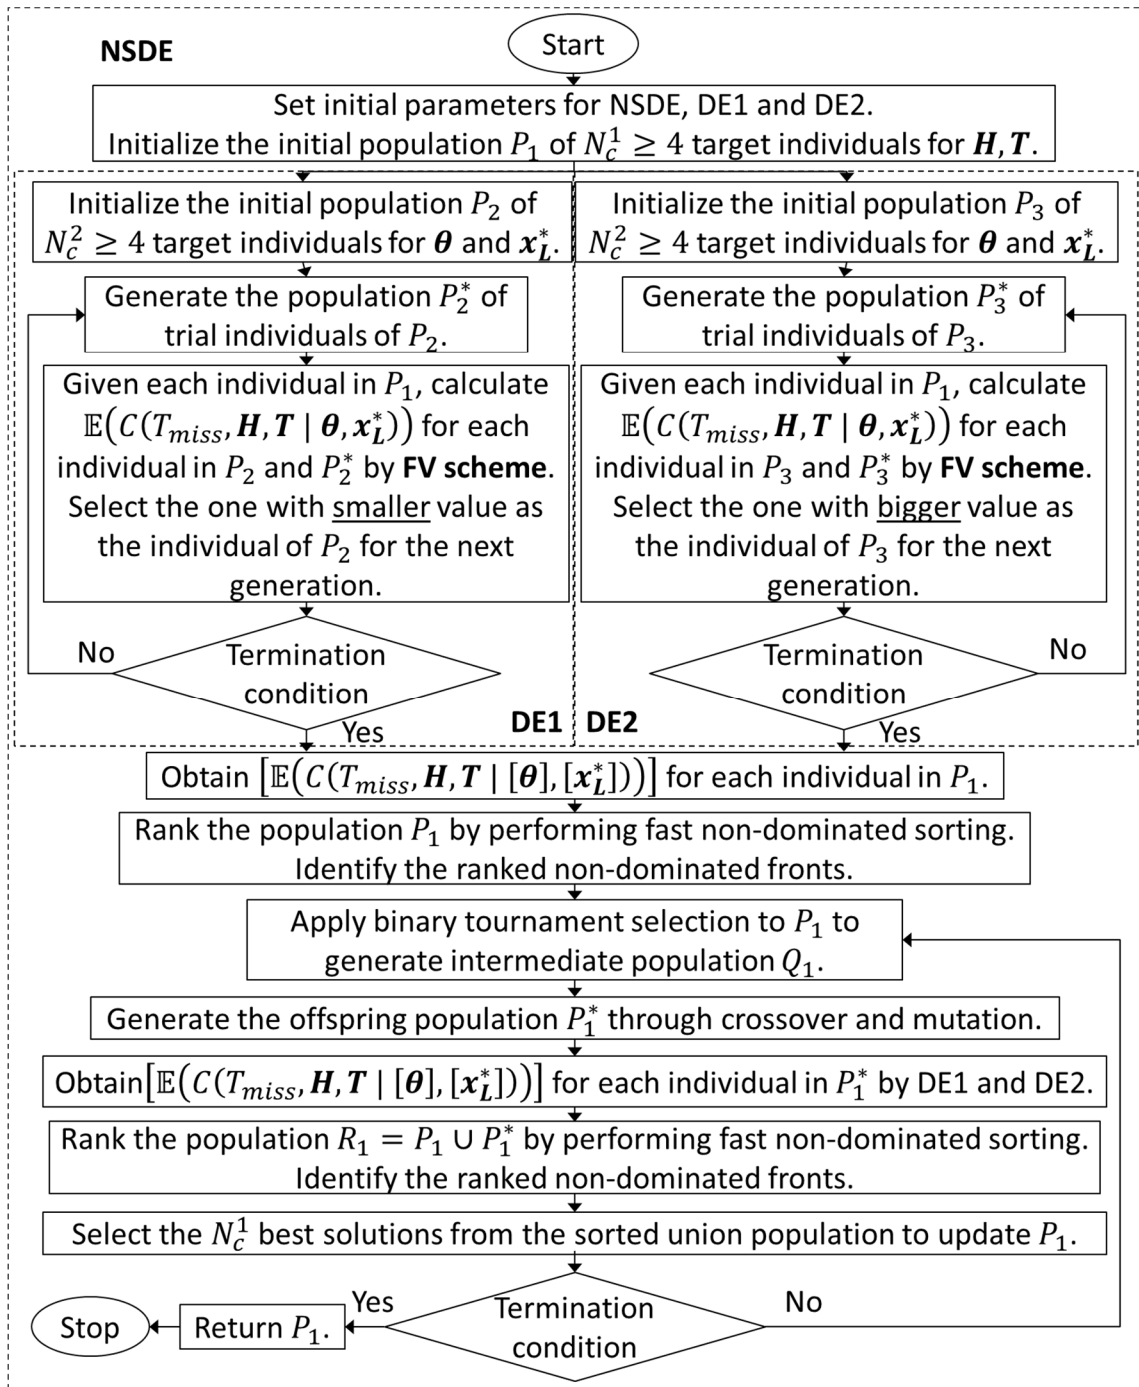 NSDE
Start
Set initial parameters for NSDE, DE1 and DE2.
Initialize the initial population P₁ of N_c^1 ≥ 4 target individuals for H, T.
Initialize the initial population P₂ of
N_c^2 ≥ 4 target individuals for θ and x_L^*.
Generate the population P₂^* of
trial individuals of P₂.
Given each individual in P₁, calculate
𝔼(C(T_miss, H, T | θ, x_L^*)) for each
individual in P₂ and P₂^* by FV scheme.
Select the one with smaller value as
the individual of P₂ for the next
generation.
Termination
condition
No
Yes
DE1
Initialize the initial population P₃ of
N_c^2 ≥ 4 target individuals for θ and x_L^*.
Generate the population P₃^* of
trial individuals of P₃.
Given each individual in P₁, calculate
𝔼(C(T_miss, H, T | θ, x_L^*)) for each
individual in P₃ and P₃^* by FV scheme.
Select the one with bigger value as
the individual of P₃ for the next
generation.
Termination
condition
No
Yes
DE2
Obtain [𝔼(C(T_miss, H, T | [θ], [x_L^*]))] for each individual in P₁.
Rank the population P₁ by performing fast non-dominated sorting.
Identify the ranked non-dominated fronts.
Apply binary tournament selection to P₁ to
generate intermediate population Q₁.
Generate the offspring population P₁^* through crossover and mutation.
Obtain[𝔼(C(T_miss, H, T | [θ], [x_L^*]))] for each individual in P₁^* by DE1 and DE2.
Rank the population R₁ = P₁ ∪ P₁^* by performing fast non-dominated sorting.
Identify the ranked non-dominated fronts.
Select the N_c^1 best solutions from the sorted union population to update P₁.
Termination
condition
No
Yes
Return P₁.
Stop